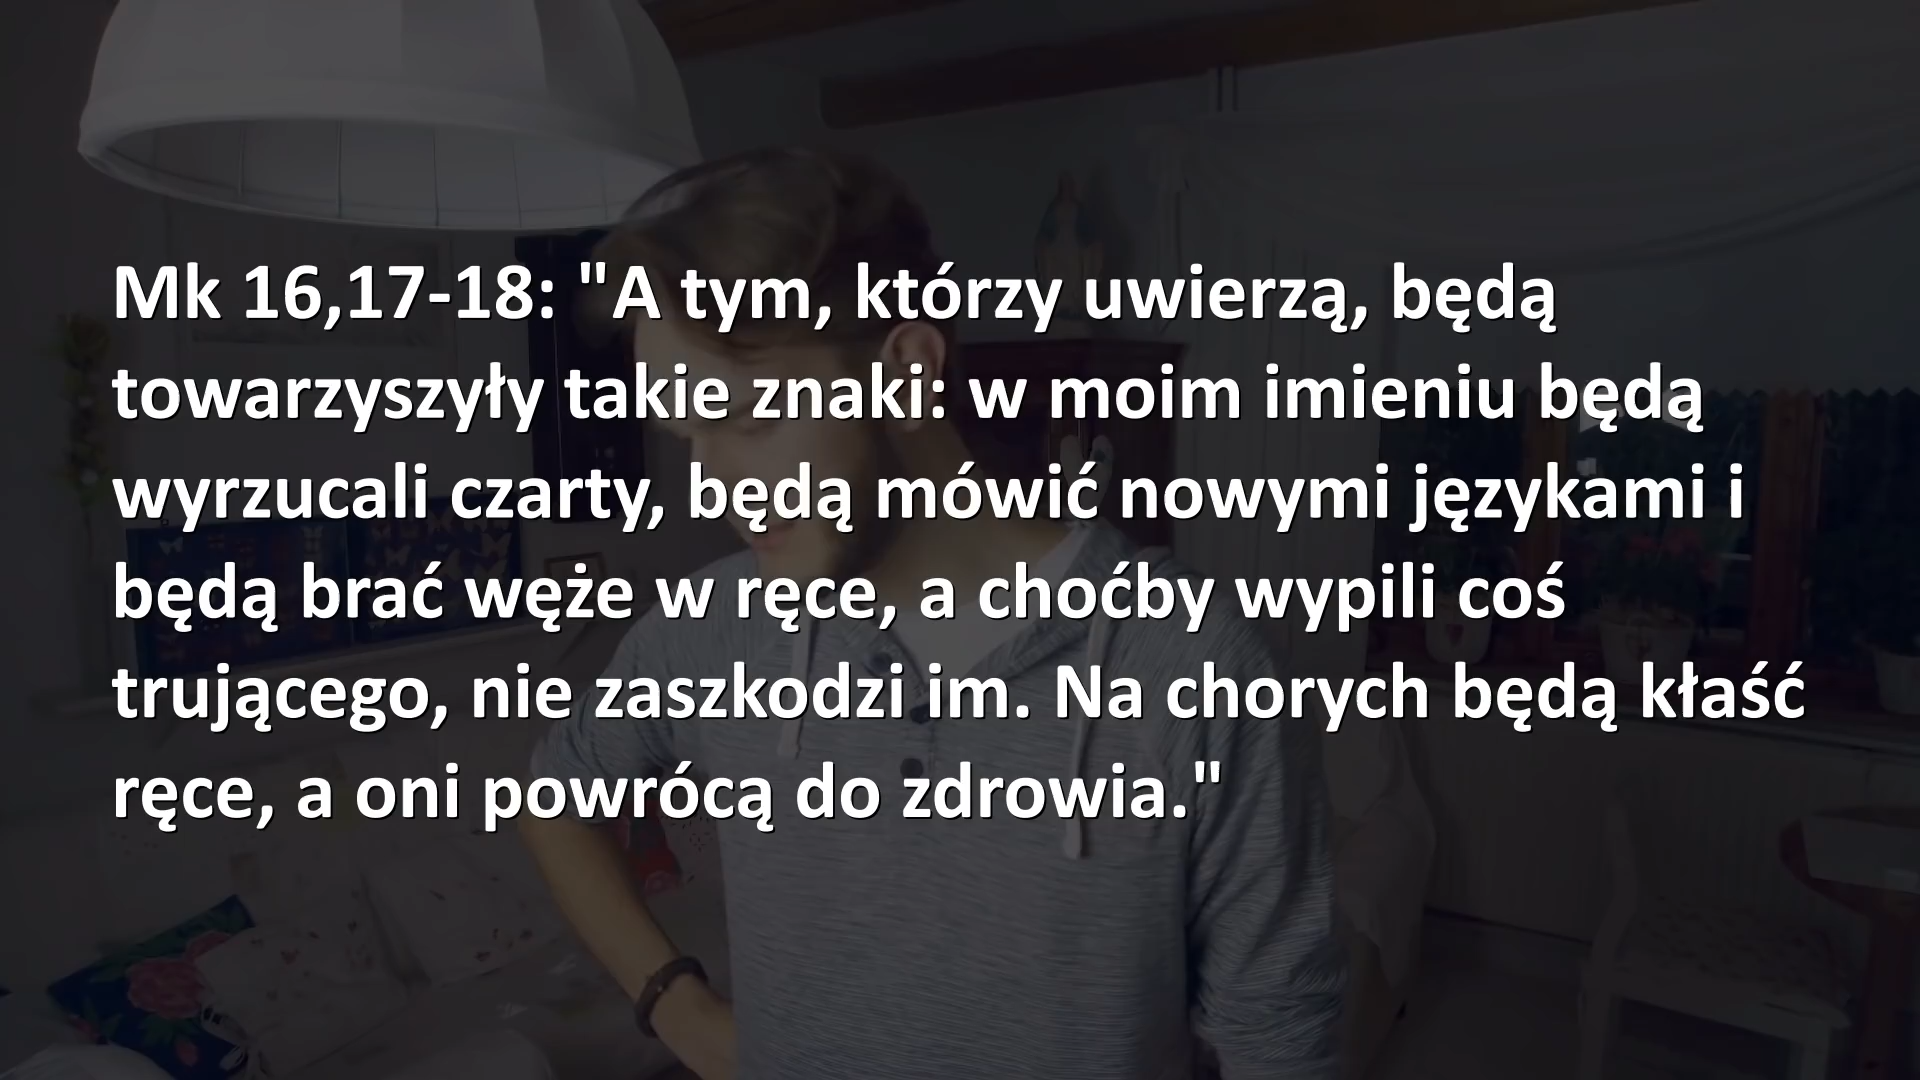 Mk 16,17-18: "A tym, którzy uwierzą, będą
towarzyszyły takie znaki: w moim imieniu będą
wyrzucali czarty, będą mówić nowymi językami i
będą brać węże w ręce, a choćby wypili coś
trującego, nie zaszkodzi im. Na chorych będą kłaść
ręce, a oni powrócą do zdrowia."